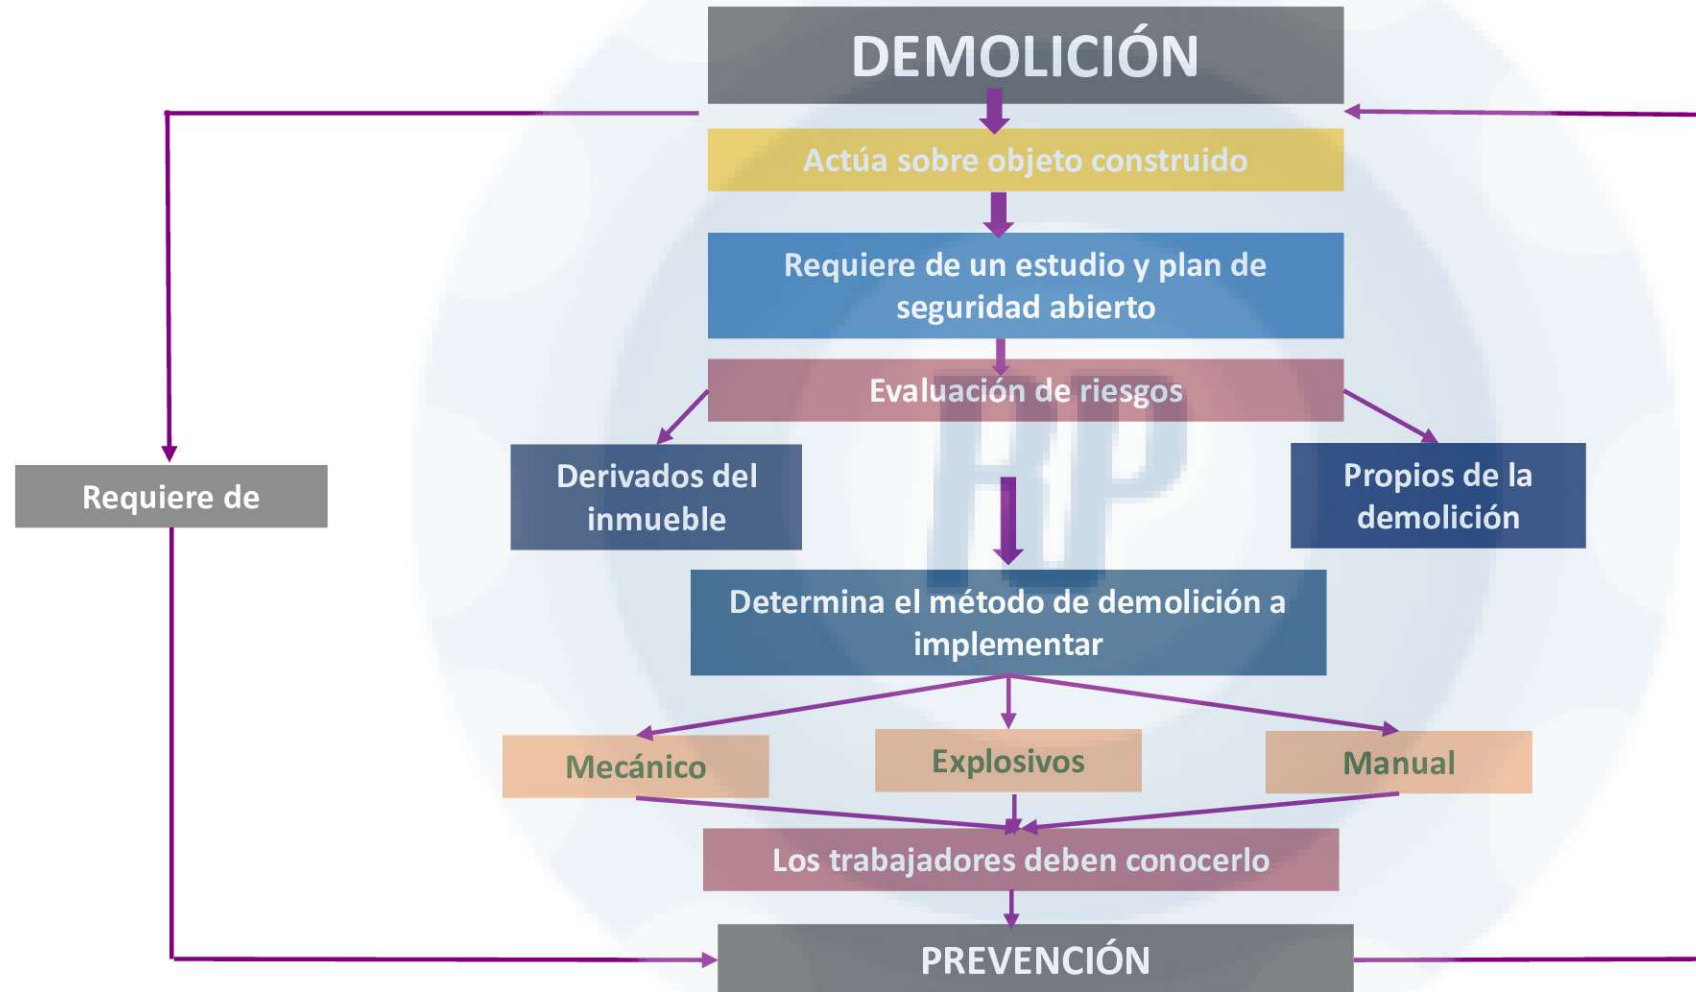 DEMOLICIÓN
Actúa sobre objeto construido
Requiere de un estudio y plan de
seguridad abierto
Evaluación de riesgos
Derivados del
inmueble
Propios de la
demolición
Requiere de
RP
Determina el método de demolición a
implementar
Mecánico
Explosivos
Manual
Los trabajadores deben conocerlo
PREVENCIÓN